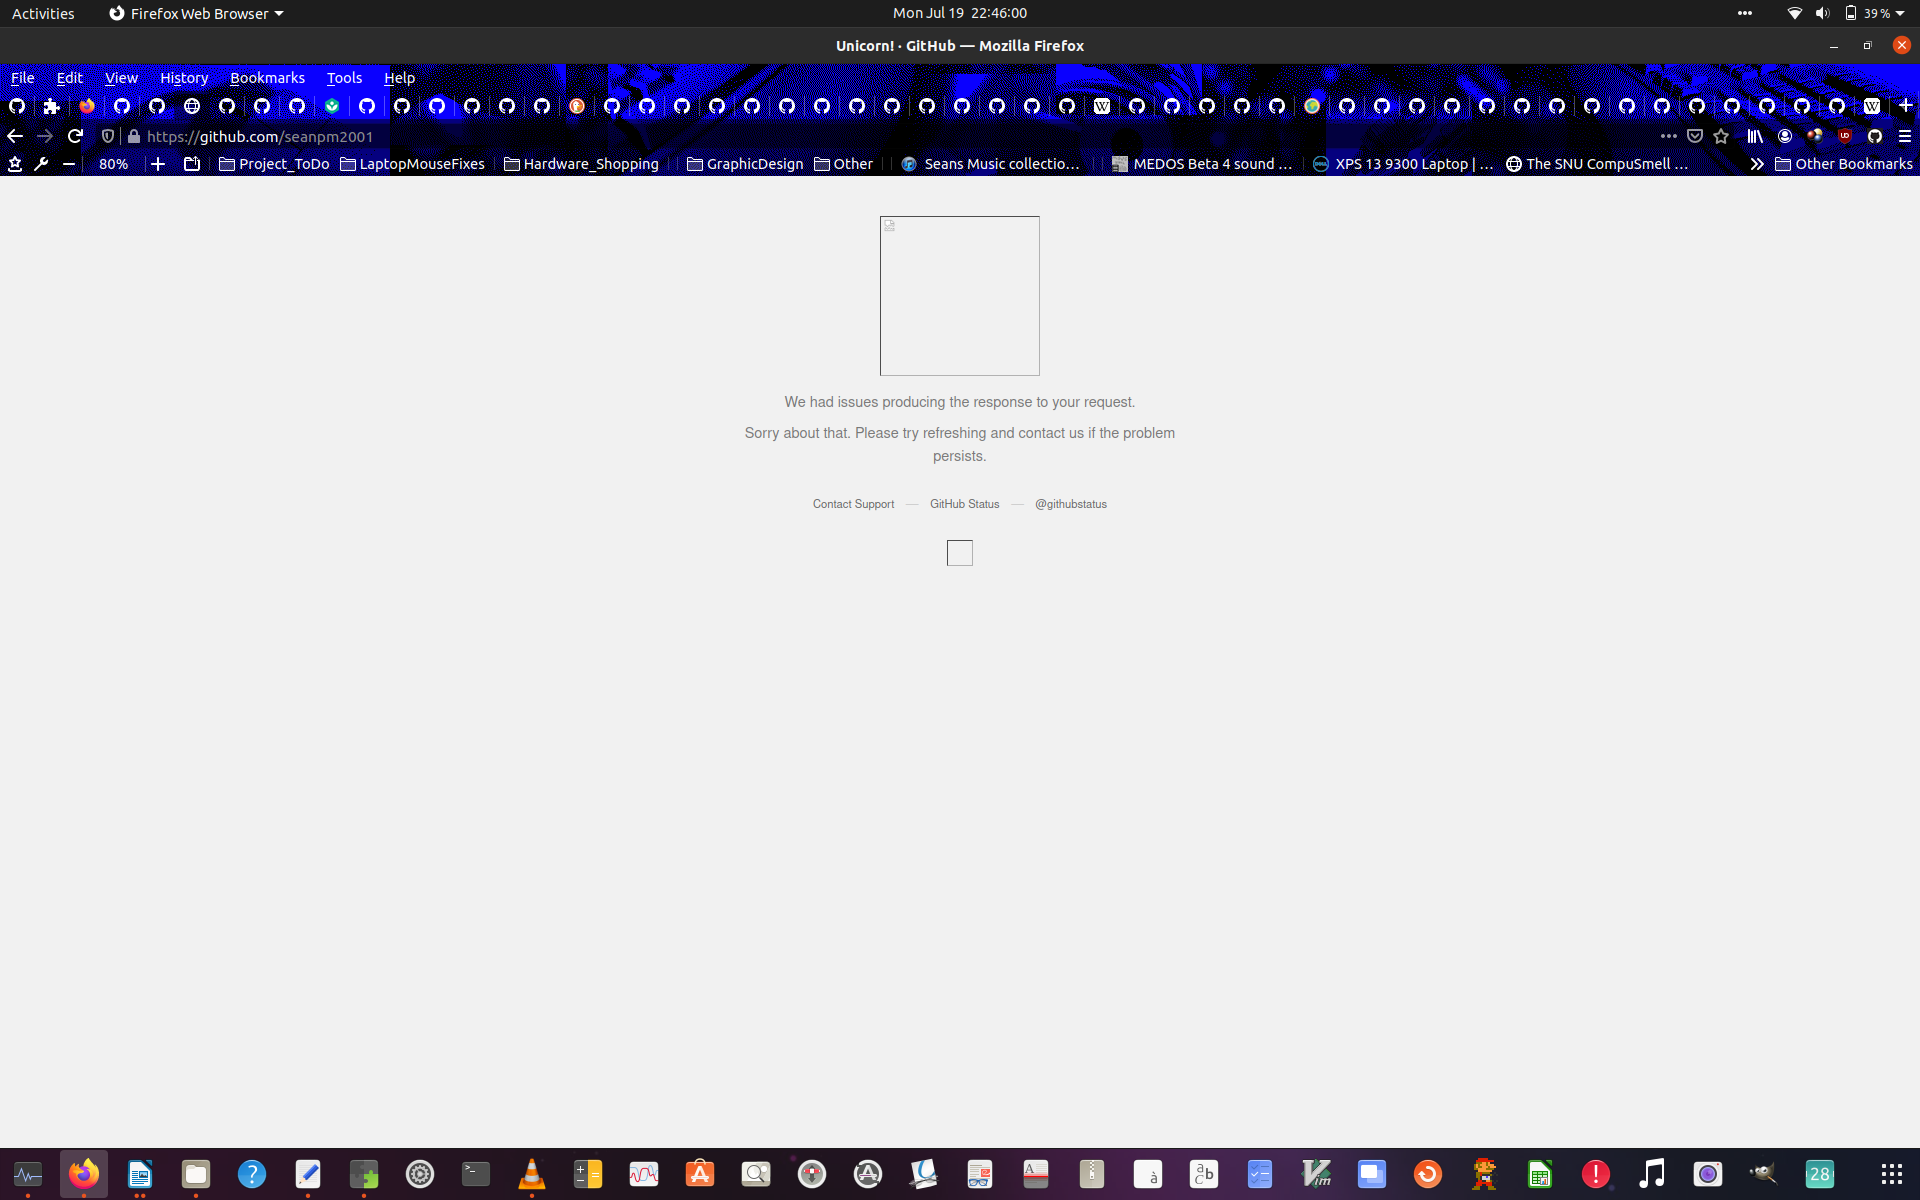 Activities Firefox Web Browser Mon Jul 19 22:46:00 39 %
Unicorn! · GitHub — Mozilla Firefox
File Edit View History Bookmarks Tools Help
https://github.com/seanpm2001
80% Project_ToDo LaptopMouseFixes Hardware_Shopping GraphicDesign Other Seans Music collectio… MEDOS Beta 4 sound … XPS 13 9300 Laptop | … The SNU CompuSmell … Other Bookmarks
We had issues producing the response to your request.
Sorry about that. Please try refreshing and contact us if the problem
persists.
Contact Support — GitHub Status — @githubstatus
28